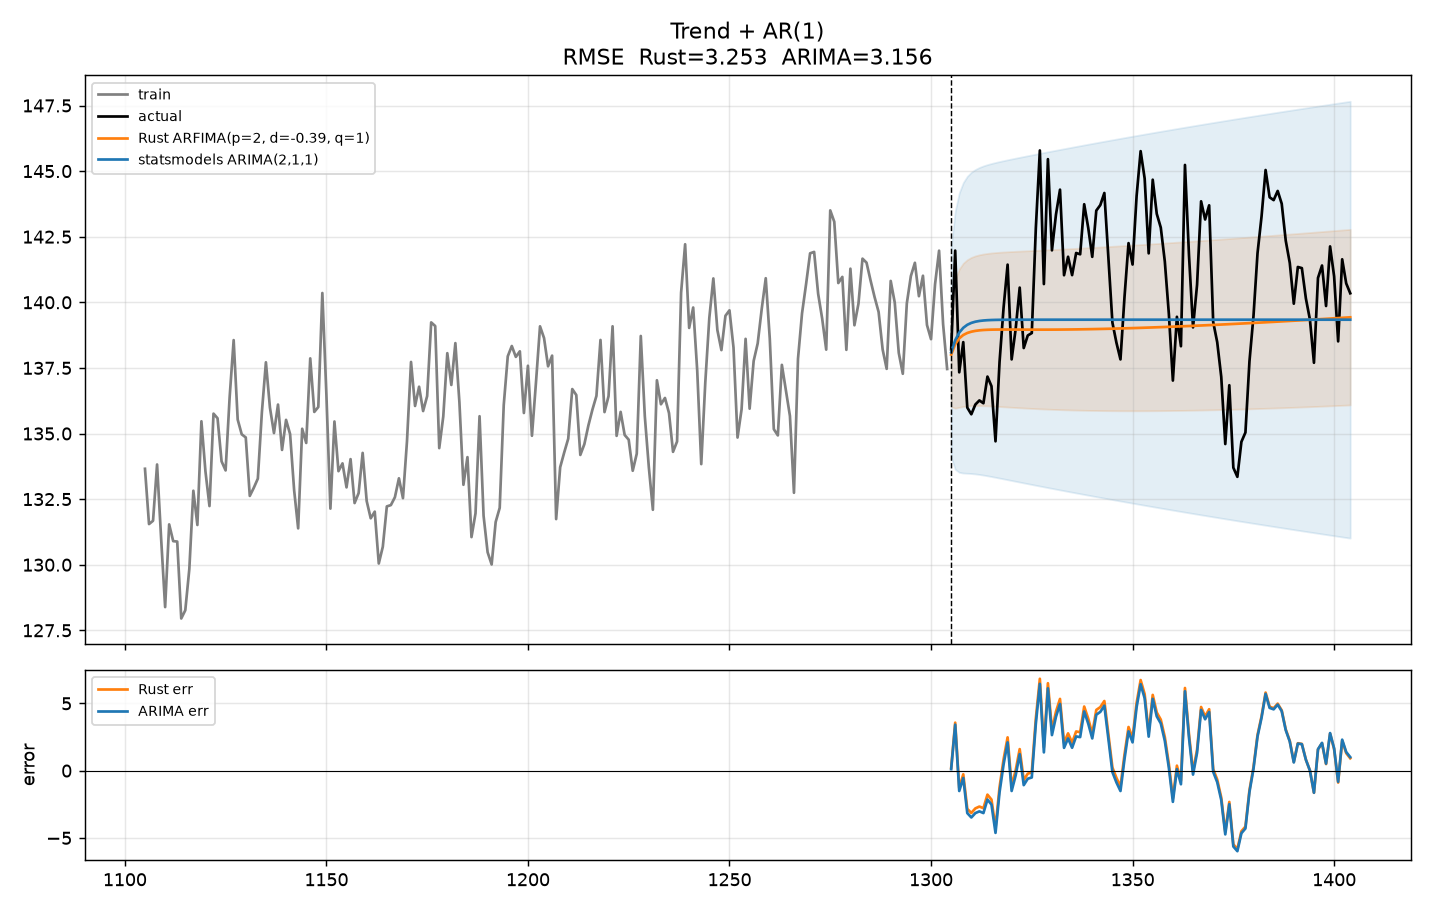 Trend + AR(1)
RMSE  Rust=3.253  ARIMA=3.156
147.5
145.0
142.5
140.0
137.5
135.0
132.5
130.0
127.5
train
actual
Rust ARFIMA(p=2, d=-0.39, q=1)
statsmodels ARIMA(2,1,1)
error
5
0
−5
Rust err
ARIMA err
1100
1150
1200
1250
1300
1350
1400